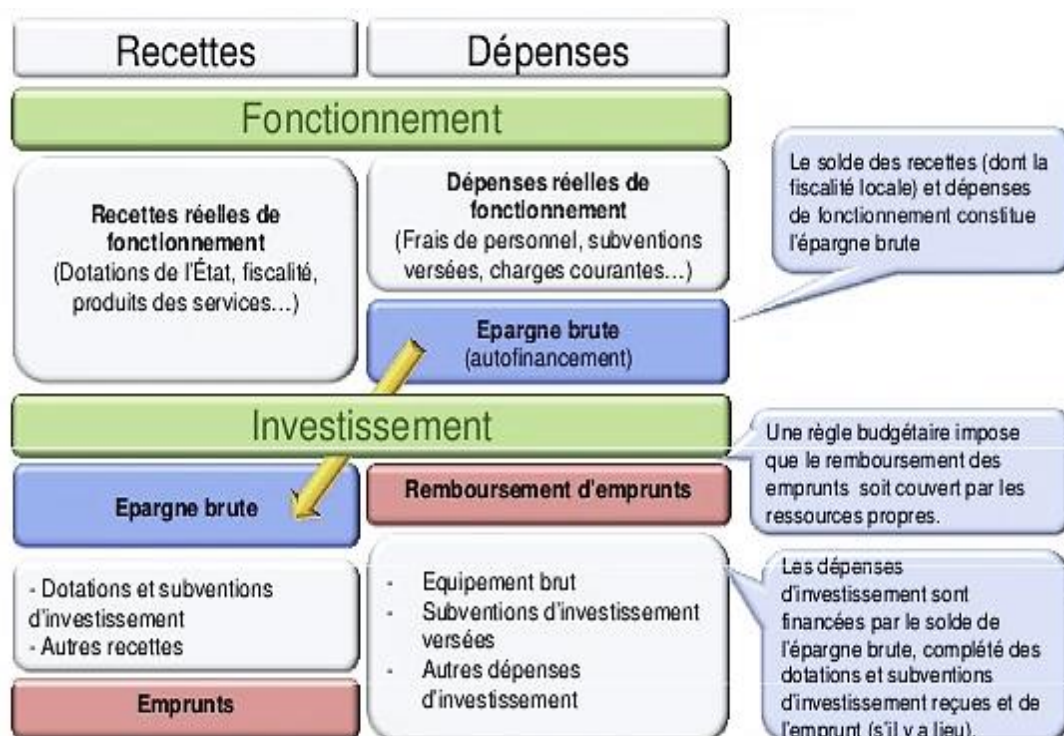 Recettes
Dépenses
Fonctionnement
Recettes réelles de
fonctionnement
(Dotations de l'État, fiscalité,
produits des services…)
Dépenses réelles de
fonctionnement
(Frais de personnel, subventions
versées, charges courantes…)
Epargne brute
(autofinancement)
Le solde des recettes (dont la
fiscalité locale) et dépenses
de fonctionnement constitue
l'épargne brute
Investissement
Epargne brute
Remboursement d'emprunts
Une règle budgétaire impose
que le remboursement des
emprunts soit couvert par les
ressources propres.
- Dotations et subventions
d'investissement
- Autres recettes
Emprunts
- Equipement brut
- Subventions d'investissement
versées
- Autres dépenses
d'investissement
Les dépenses
d'investissement sont
financées par le solde de
l'épargne brute, complété des
dotations et subventions
d'investissement reçues et de
l'emprunt (s'il y a lieu).